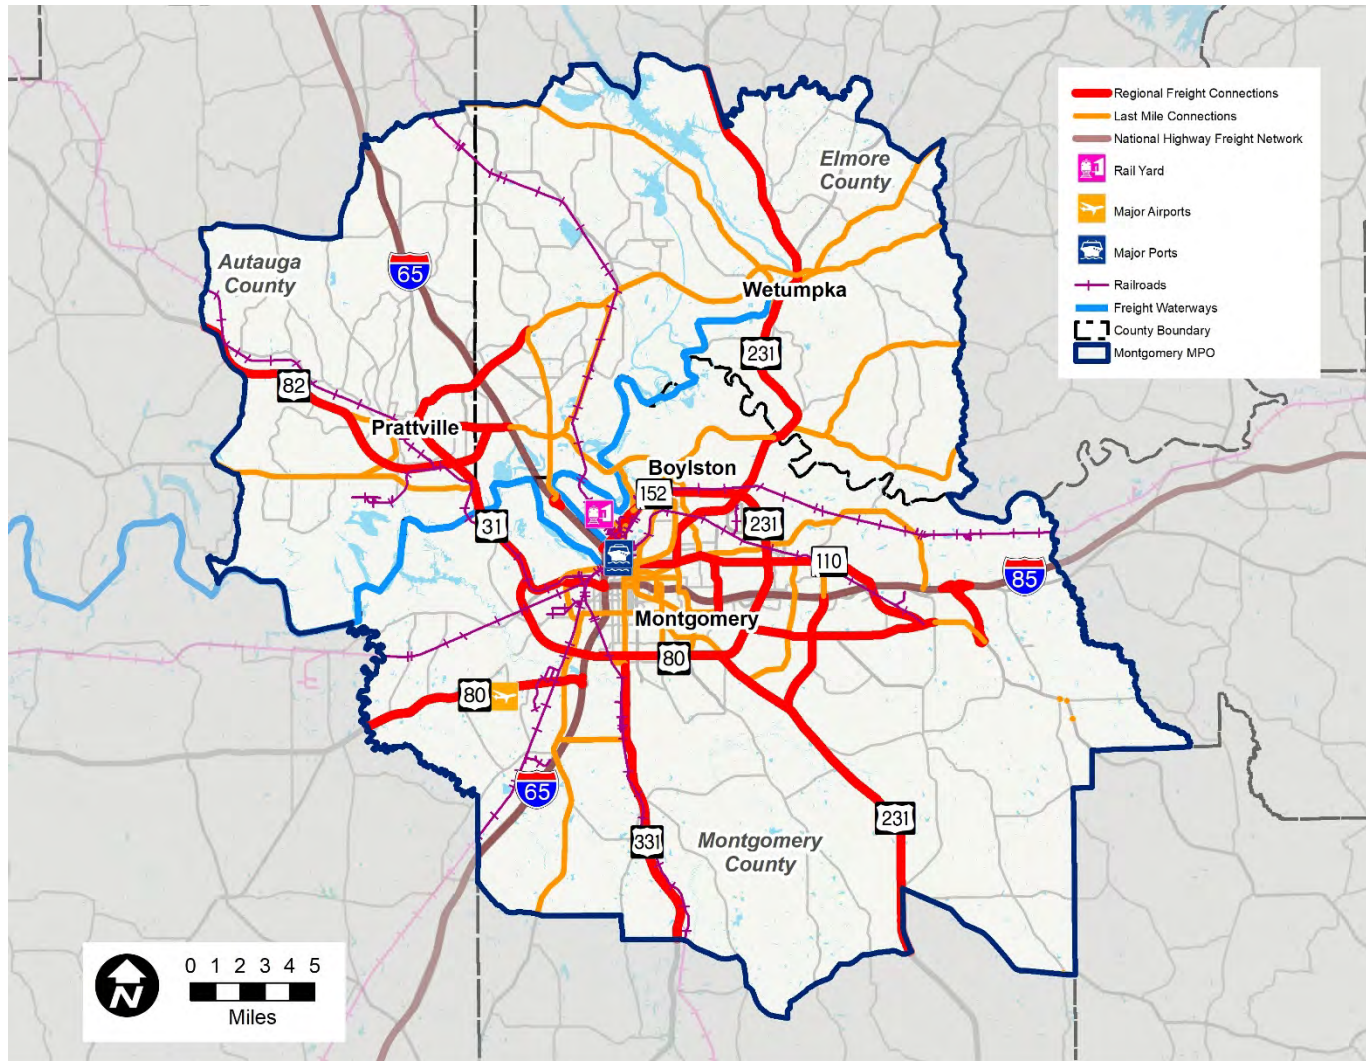 Regional Freight Connections
Last Mile Connections
National Highway Freight Network
Rail Yard
Major Airports
Major Ports
Railroads
Freight Waterways
County Boundary
Montgomery MPO
Elmore
County
Autauga
County
65
Wetumpka
231
82
Prattville
Boylston
152
31
231
110
85
Montgomery
80
80
65
331
Montgomery
County
231
N
0 1 2 3 4 5
Miles